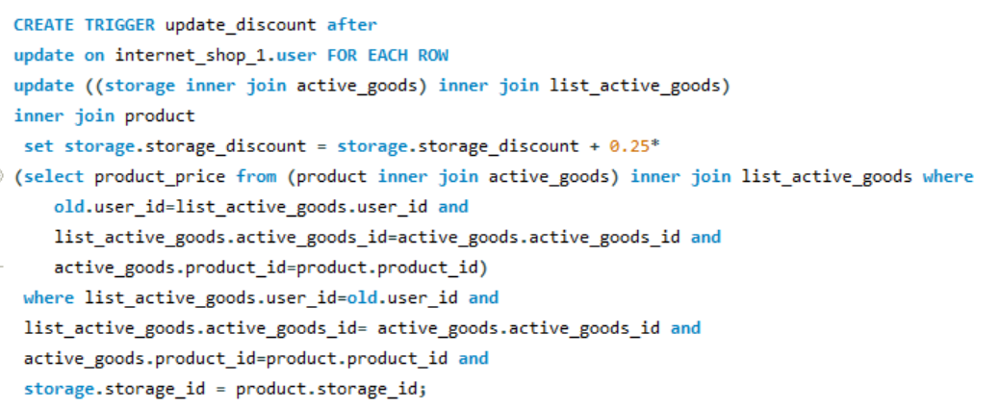 CREATE TRIGGER update_discount after
update on internet_shop_1.user FOR EACH ROW
update ((storage inner join active_goods) inner join list_active_goods)
inner join product
set storage.storage_discount = storage.storage_discount + 0.25*
(select product_price from (product inner join active_goods) inner join list_active_goods where
old.user_id=list_active_goods.user_id and
list_active_goods.active_goods_id=active_goods.active_goods_id and
active_goods.product_id=product.product_id)
where list_active_goods.user_id=old.user_id and
list_active_goods.active_goods_id= active_goods.active_goods_id and
active_goods.product_id=product.product_id and
storage.storage_id = product.storage_id;